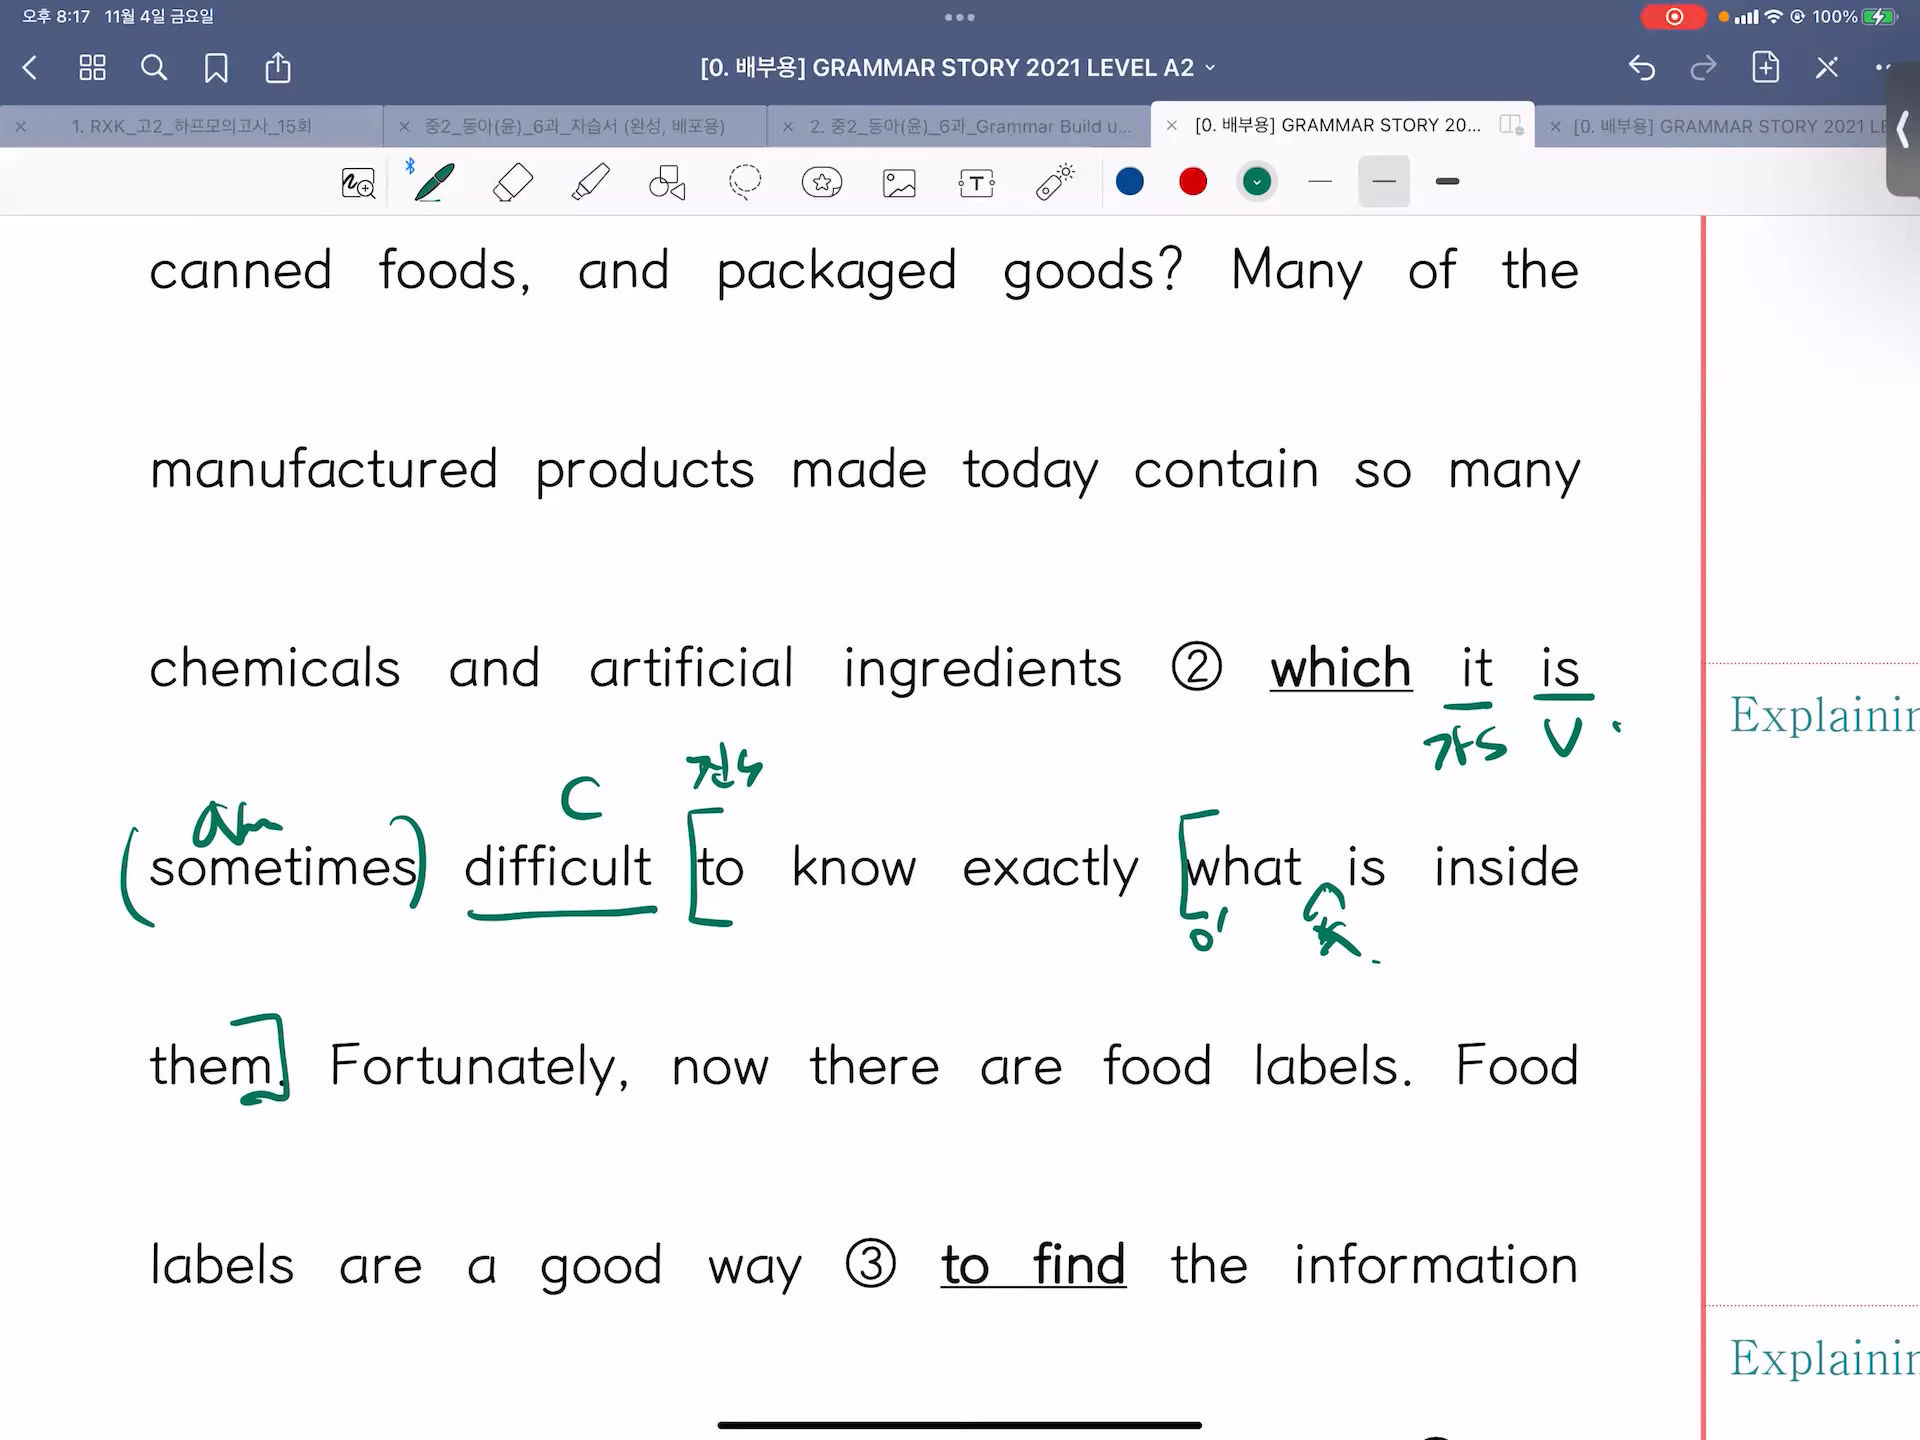 오후 8:17 11월 4일 금요일
100%
[0. 배부용] GRAMMAR STORY 2021 LEVEL A2
1. RXK_고2_하프모의고사_15회
중2_동아(윤)_6과_자습서 (완성, 배포용)
2. 중2_동아(윤)_6과_Grammar Build u...
[0. 배부용] GRAMMAR STORY 20...
[0. 배부용] GRAMMAR STORY 2021 LE
canned foods, and packaged goods? Many of the
manufactured products made today contain so many
chemicals and artificial ingredients ② which it is
Explainin
가S V
진S
C
sometimes difficult to know exactly what is inside
o'
them. Fortunately, now there are food labels. Food
labels are a good way ③ to find the information
Explainin